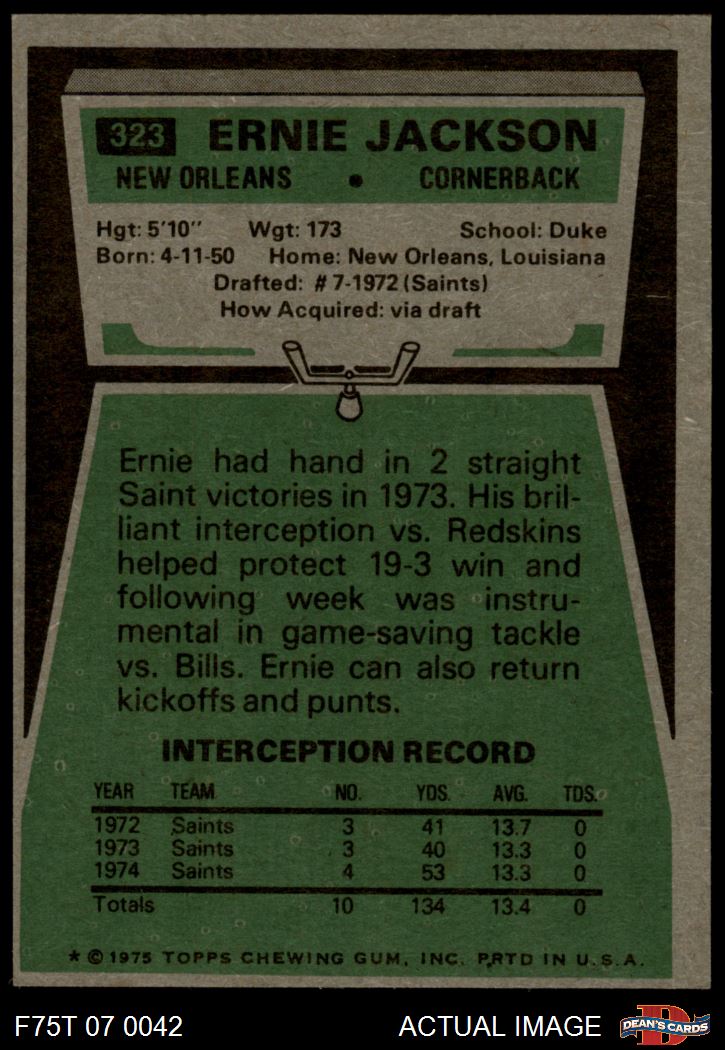 323 ERNIE JACKSON
NEW ORLEANS • CORNERBACK
Hgt: 5'10" Wgt: 173 School: Duke
Born: 4-11-50 Home: New Orleans, Louisiana
Drafted: #7-1972 (Saints)
How Acquired: via draft
Ernie had hand in 2 straight
Saint victories in 1973. His bril-
liant interception vs. Redskins
helped protect 19-3 win and
following week was instru-
mental in game-saving tackle
vs. Bills. Ernie can also return
kickoffs and punts.
INTERCEPTION RECORD
YEAR TEAM NO. YDS. AVG. TDS.
1972 Saints 3 41 13.7 0
1973 Saints 3 40 13.3 0
1974 Saints 4 53 13.3 0
Totals 10 134 13.4 0
* © 1975 TOPPS CHEWING GUM, INC. PRTD IN U.S.A.
F75T 07 0042 ACTUAL IMAGE D DEAN'S CARDS